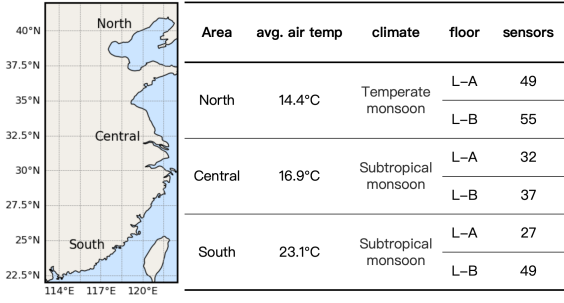 40°N
37.5°N
35°N
32.5°N
30°N
27.5°N
25°N
22.5°N
North
Central
South
114°E 117°E 120°E
Area avg. air temp climate floor sensors
North 14.4°C Temperate monsoon L–A 49
L–B 55
Central 16.9°C Subtropical monsoon L–A 32
L–B 37
South 23.1°C Subtropical monsoon L–A 27
L–B 49